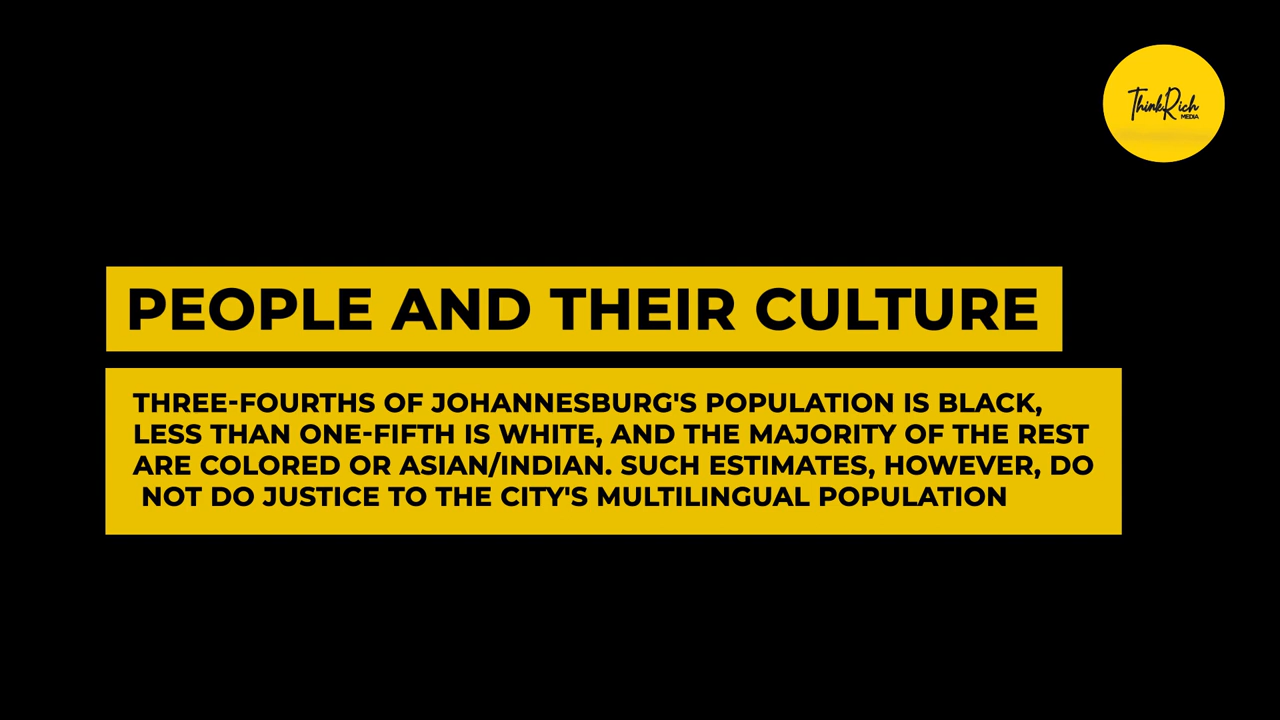 ThinkRich
MEDIA
PEOPLE AND THEIR CULTURE
THREE-FOURTHS OF JOHANNESBURG'S POPULATION IS BLACK,
LESS THAN ONE-FIFTH IS WHITE, AND THE MAJORITY OF THE REST
ARE COLORED OR ASIAN/INDIAN. SUCH ESTIMATES, HOWEVER, DO
NOT DO JUSTICE TO THE CITY'S MULTILINGUAL POPULATION